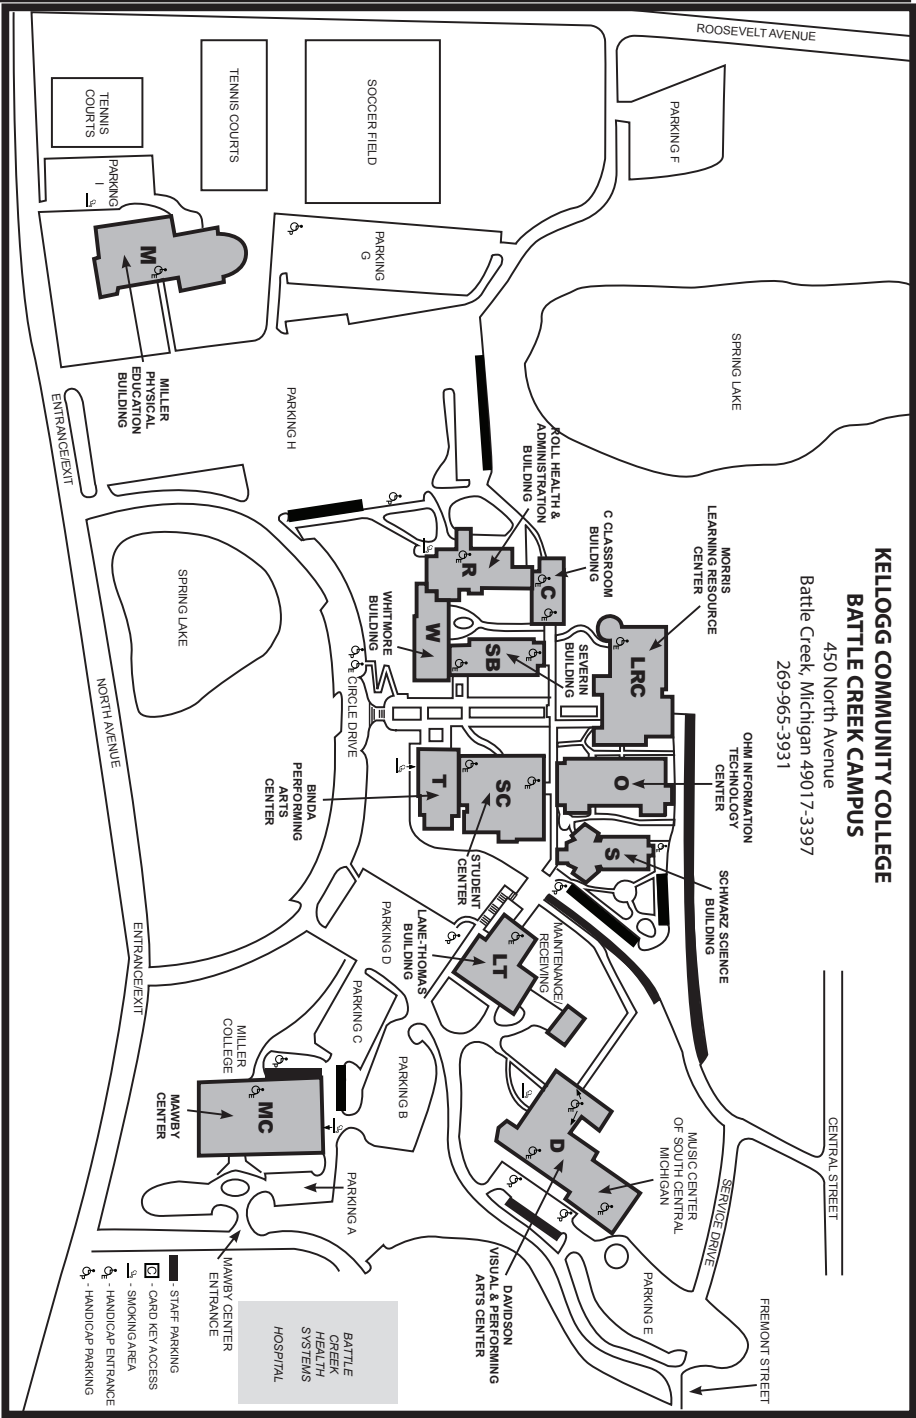 KELLOGG COMMUNITY COLLEGE
BATTLE CREEK CAMPUS
450 North Avenue
Battle Creek, Michigan 49017-3397
269-965-3931
ROOSEVELT AVENUE
PARKING F
SOCCER FIELD
TENNIS COURTS
TENNIS
COURTS
PARKING
I
PARKING
G
M
MILLER
PHYSICAL
EDUCATION
BUILDING
PARKING H
SPRING LAKE
ENTRANCE/EXIT
SPRING LAKE
NORTH AVENUE
ROLL HEALTH &
ADMINISTRATION
BUILDING
C CLASSROOM
BUILDING
MORRIS
LEARNING RESOURCE
CENTER
R
C
W
SB
LRC
WHITMORE
BUILDING
SEVERIN
BUILDING
CIRCLE DRIVE
OHM INFORMATION
TECHNOLOGY
CENTER
T
SC
O
S
BINDA
PERFORMING
ARTS
CENTER
STUDENT
CENTER
SCHWARZ SCIENCE
BUILDING
LANE-THOMAS
BUILDING
LT
MAINTENANCE/
RECEIVING
PARKING D
ENTRANCE/EXIT
PARKING C
PARKING B
MILLER
COLLEGE
MC
MAWBY
CENTER
PARKING A
MAWBY CENTER
ENTRANCE
D
MUSIC CENTER
OF SOUTH CENTRAL
MICHIGAN
DAVIDSON
VISUAL & PERFORMING
ARTS CENTER
SERVICE DRIVE
CENTRAL STREET
PARKING E
FREMONT STREET
BATTLE
CREEK
HEALTH
SYSTEMS
HOSPITAL
- STAFF PARKING
C - CARD KEY ACCESS
- SMOKING AREA
- HANDICAP ENTRANCE
- HANDICAP PARKING